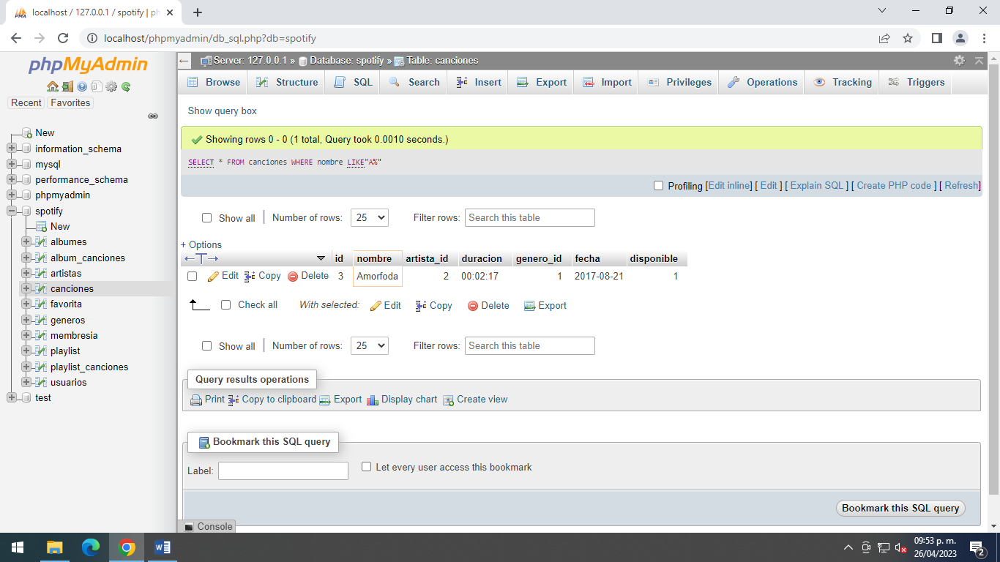 localhost / 127.0.0.1 / spotify | ph
localhost/phpmyadmin/db_sql.php?db=spotify
phpMyAdmin
Recent Favorites
New
information_schema
mysql
performance_schema
phpmyadmin
spotify
New
albumes
album_canciones
artistas
canciones
favorita
generos
membresia
playlist
playlist_canciones
usuarios
test
Server: 127.0.0.1 » Database: spotify » Table: canciones
Browse Structure SQL Search Insert Export Import Privileges Operations Tracking Triggers
Show query box
Showing rows 0 - 0 (1 total, Query took 0.0010 seconds.)
SELECT * FROM canciones WHERE nombre LIKE"A%"
Profiling [Edit inline] [ Edit ] [ Explain SQL ] [ Create PHP code ] [ Refresh]
Show all Number of rows: 25 Filter rows: Search this table
+ Options
id nombre artista_id duracion genero_id fecha disponible
Edit Copy Delete 3 Amorfoda 2 00:02:17 1 2017-08-21 1
Check all With selected: Edit Copy Delete Export
Show all Number of rows: 25 Filter rows: Search this table
Query results operations
Print Copy to clipboard Export Display chart Create view
Bookmark this SQL query
Label: Let every user access this bookmark
Bookmark this SQL query
Console
09:53 p. m.
26/04/2023
2